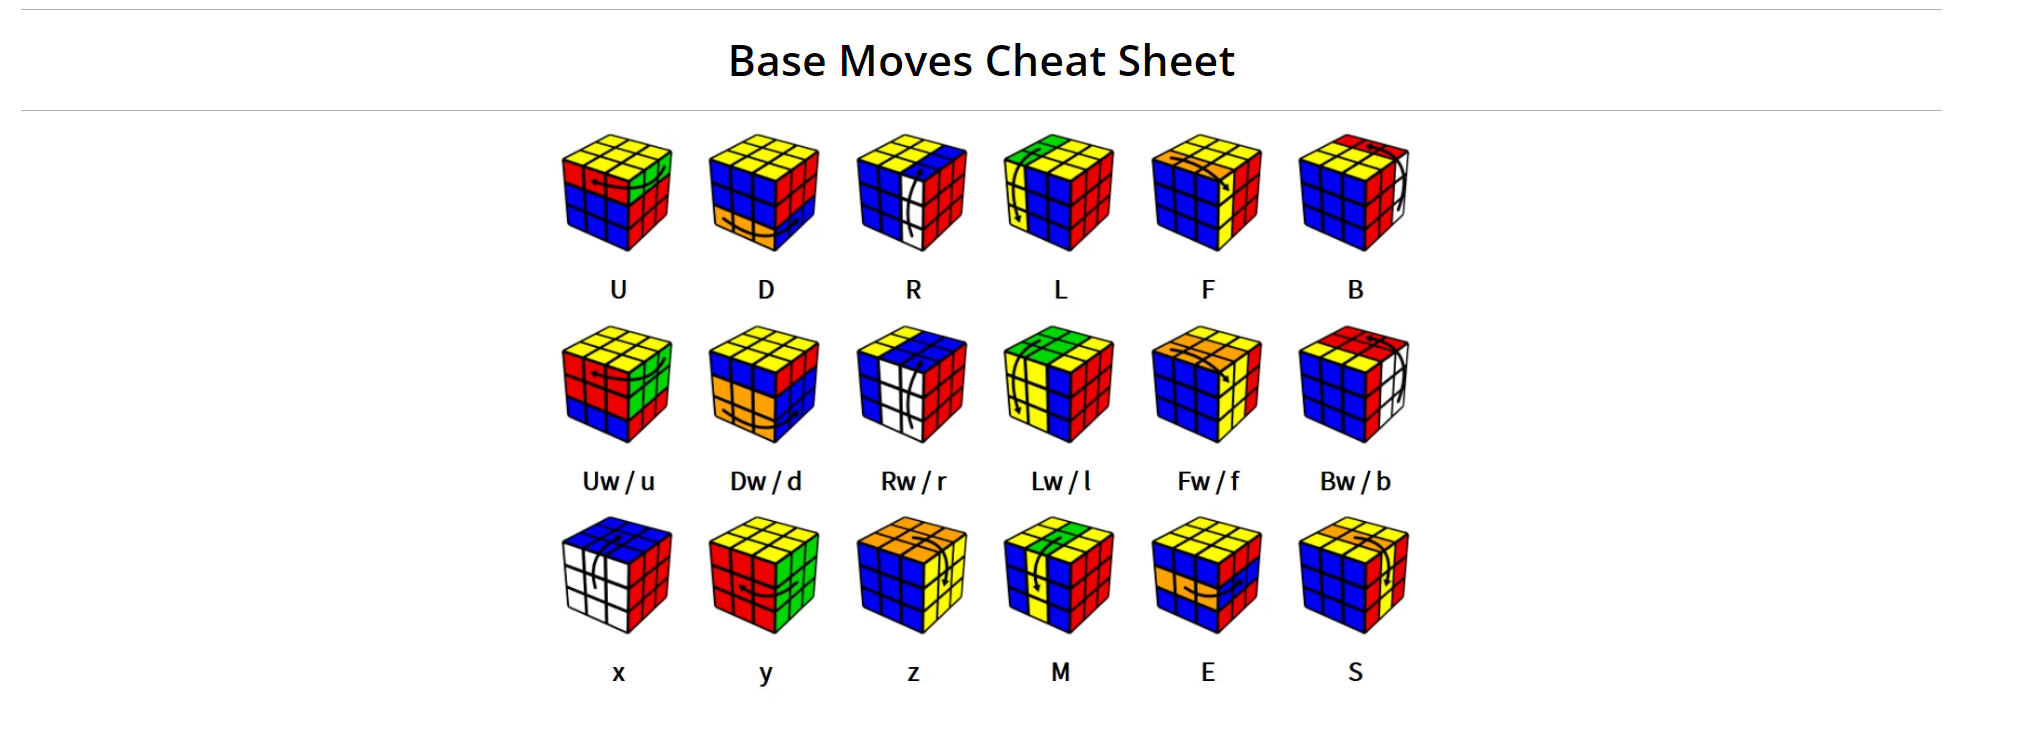 Base Moves Cheat Sheet
U D R L F B
Uw / u Dw / d Rw / r Lw / l Fw / f Bw / b
x y z M E S